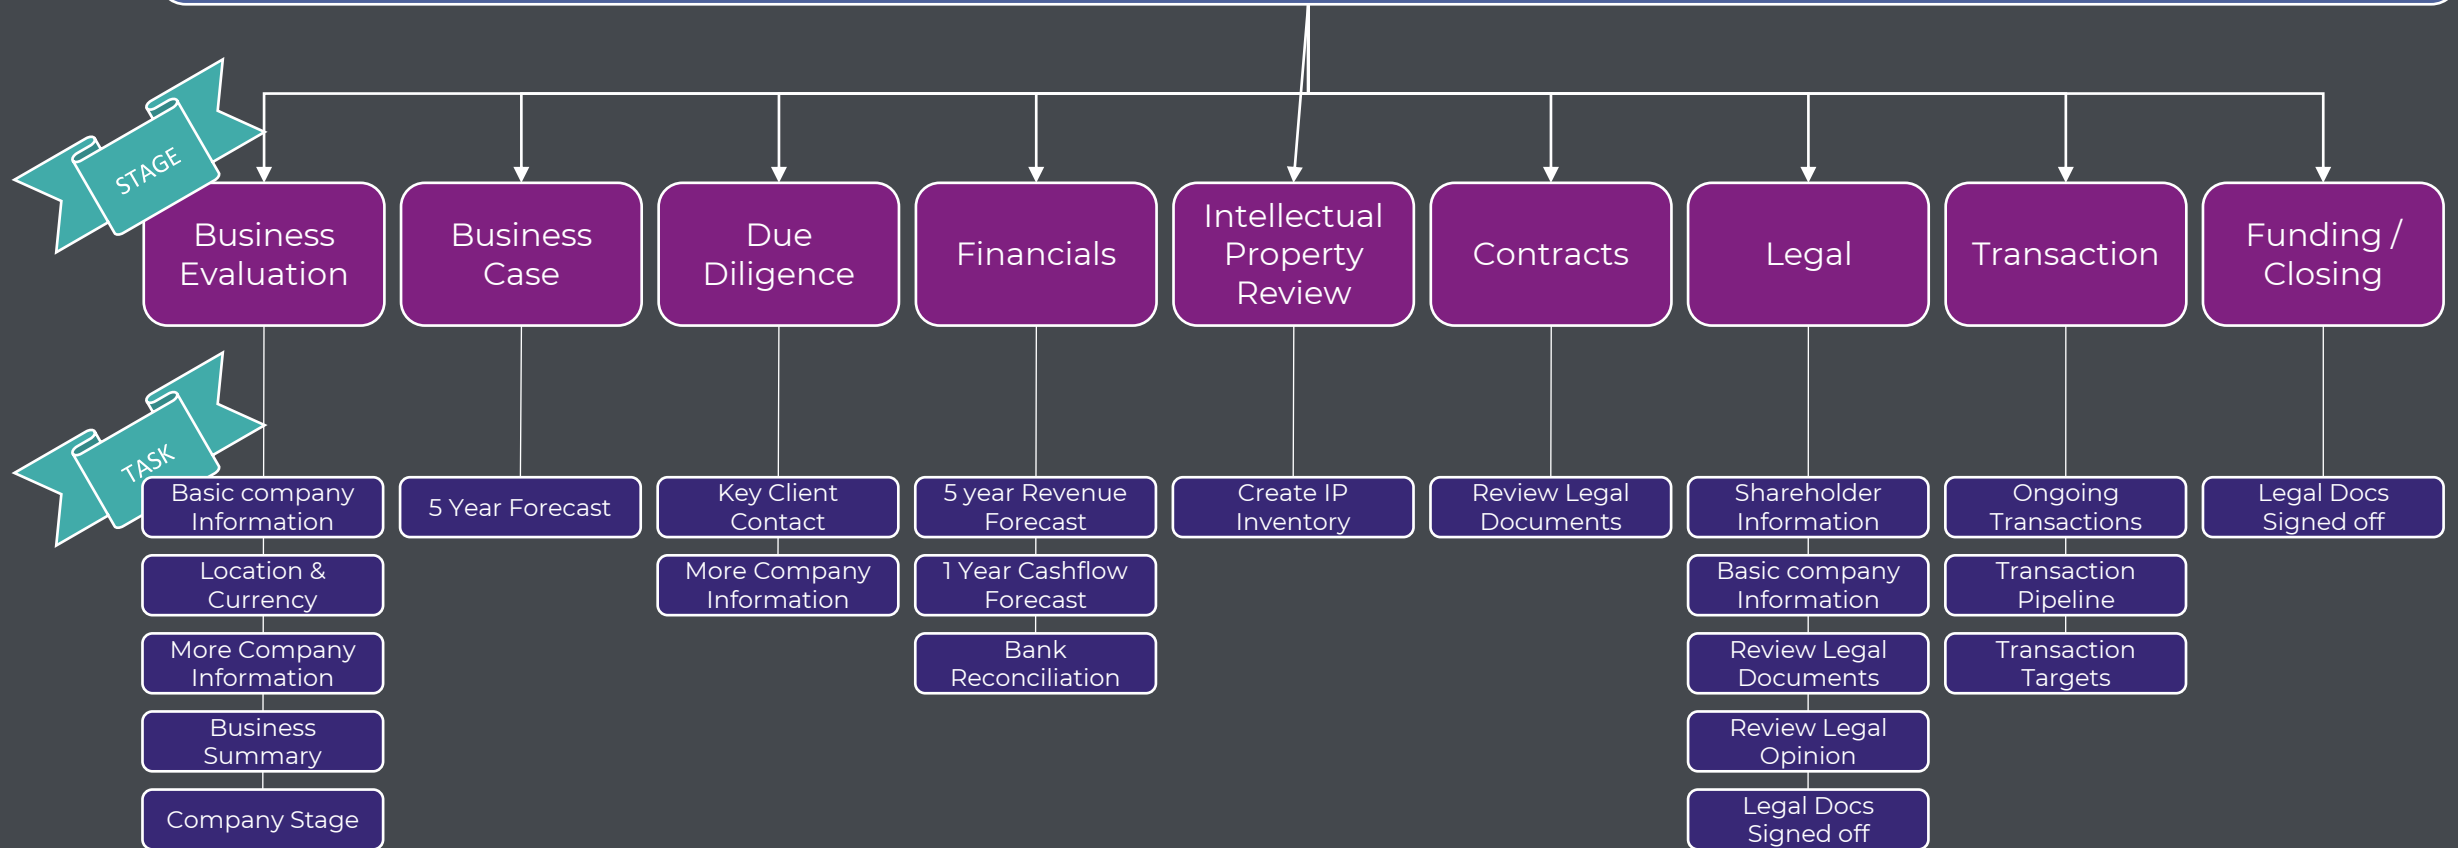 STAGE
Business
Evaluation
Business
Case
Due
Diligence
Financials
Intellectual
Property
Review
Contracts
Legal
Transaction
Funding /
Closing
TASK
Basic company
Information
Location &
Currency
More Company
Information
Business
Summary
Company Stage
5 Year Forecast
Key Client
Contact
More Company
Information
5 year Revenue
Forecast
1 Year Cashflow
Forecast
Bank
Reconciliation
Create IP
Inventory
Review Legal
Documents
Shareholder
Information
Basic company
Information
Review Legal
Documents
Review Legal
Opinion
Legal Docs
Signed off
Ongoing
Transactions
Transaction
Pipeline
Transaction
Targets
Legal Docs
Signed off